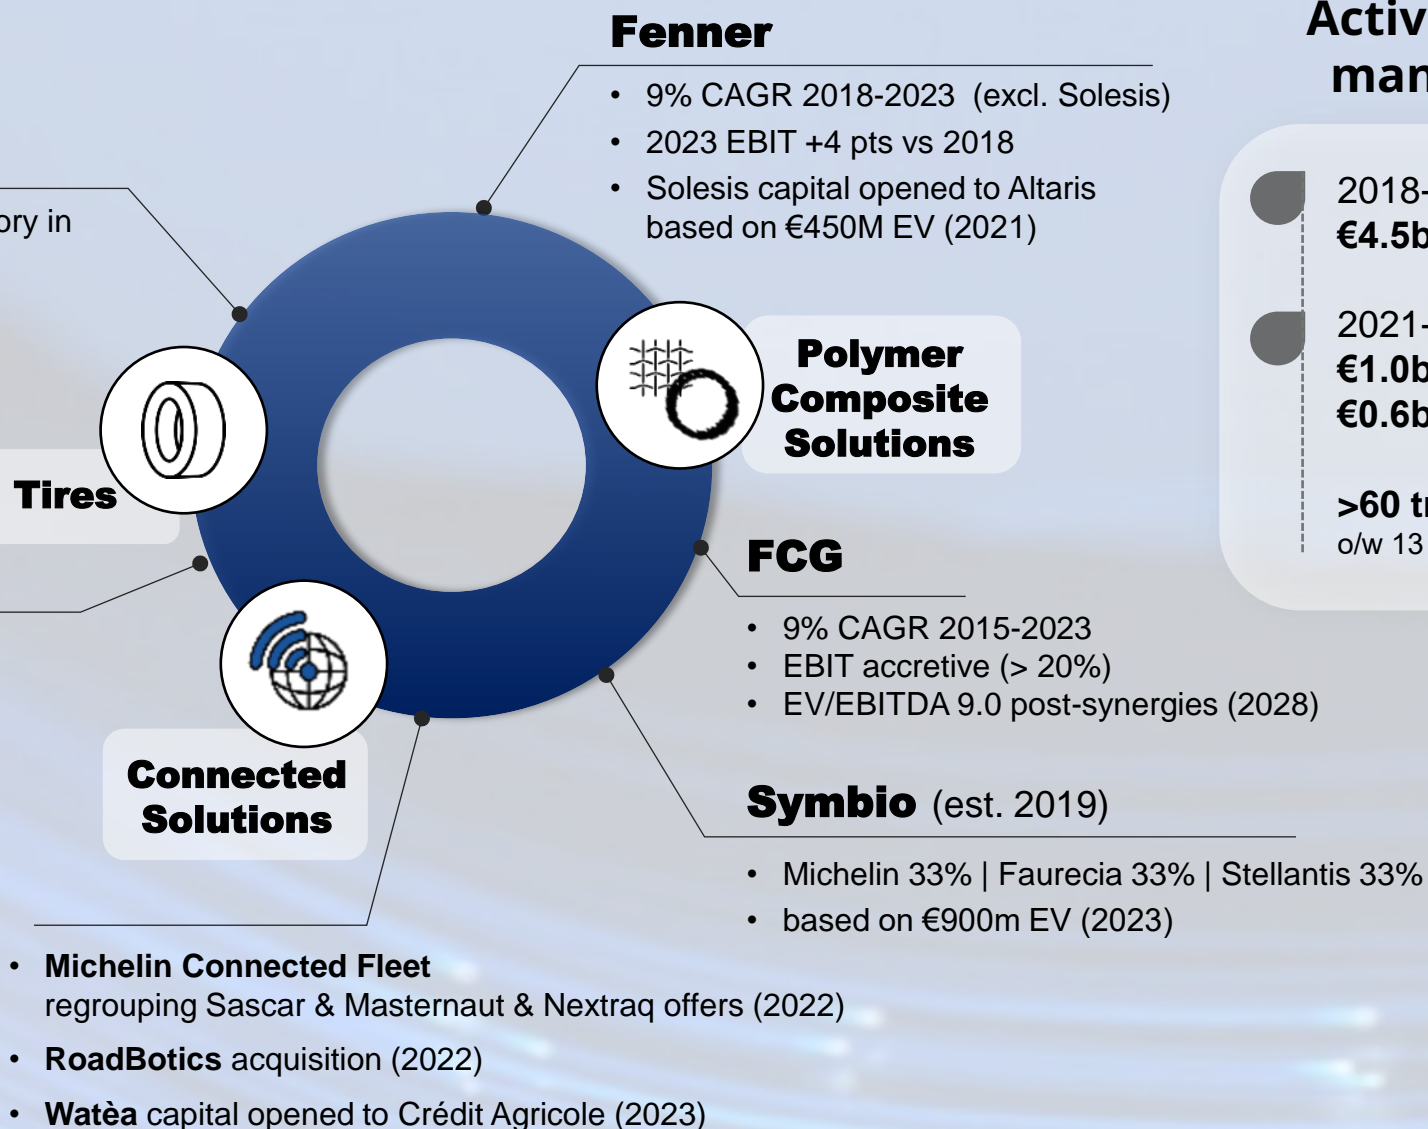 Fenner
• 9% CAGR 2018-2023 (excl. Solesis)
• 2023 EBIT +4 pts vs 2018
• Solesis capital opened to Altaris
based on €450M EV (2021)
ory in
Tires
Polymer
Composite
Solutions
FCG
• 9% CAGR 2015-2023
• EBIT accretive (> 20%)
• EV/EBITDA 9.0 post-synergies (2028)
Symbio (est. 2019)
• Michelin 33% | Faurecia 33% | Stellantis 33%
• based on €900m EV (2023)
Connected
Solutions
• Michelin Connected Fleet
regrouping Sascar & Masternaut & Nextraq offers (2022)
• RoadBotics acquisition (2022)
• Watèa capital opened to Crédit Agricole (2023)
Activ
man
2018-
€4.5b
2021-
€1.0b
€0.6b
>60 tr
o/w 13